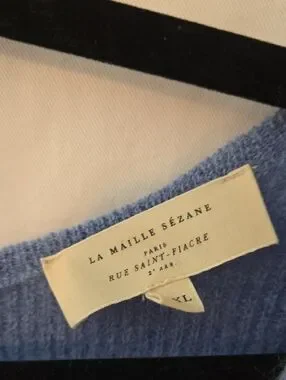 LA MAILLE SÉZANE
PARIS
RUE SAINT-FIACRE
2e ARR.
XL